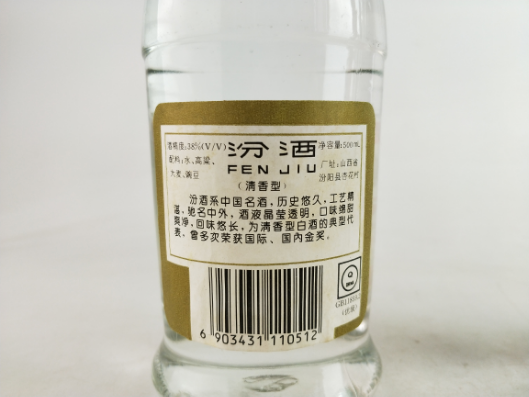 酒精度:38%(V/V) 汾酒 净容量:500mL
配料:水、高粱、 FEN JIU 厂址:山西省
大麦、豌豆 (清香型) 汾阳县杏花村
汾酒系中国名酒,历史悠久,工艺精
湛,驰名中外,酒液晶莹透明,口味绵甜
爽净,回味悠长,为清香型白酒的典型代
表,曾多次荣获国际、国内金奖。
(优级)
6 903431 110512